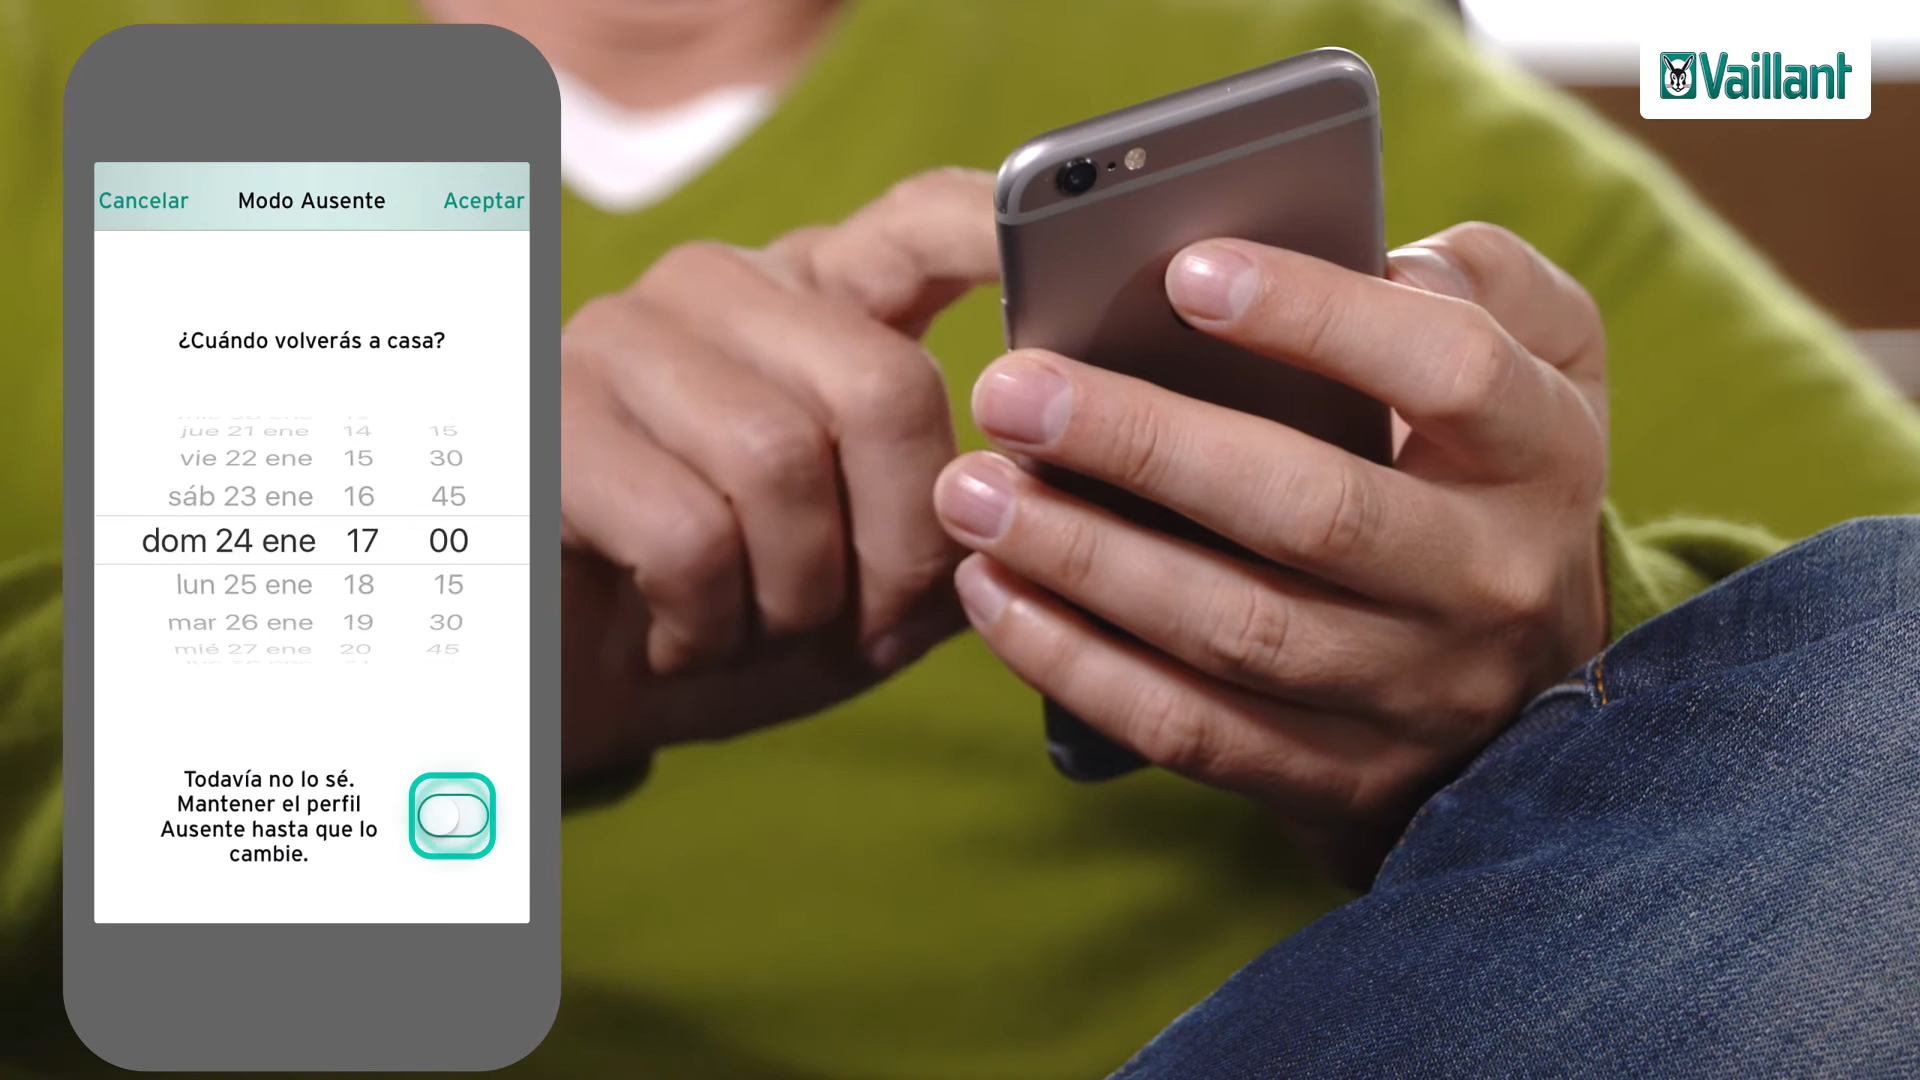 Vaillant
Cancelar Modo Ausente Aceptar
¿Cuándo volverás a casa?
jue 21 ene 14 15
vie 22 ene 15 30
sáb 23 ene 16 45
dom 24 ene 17 00
lun 25 ene 18 15
mar 26 ene 19 30
mié 27 ene 20 45
Todavía no lo sé.
Mantener el perfil
Ausente hasta que lo
cambie.